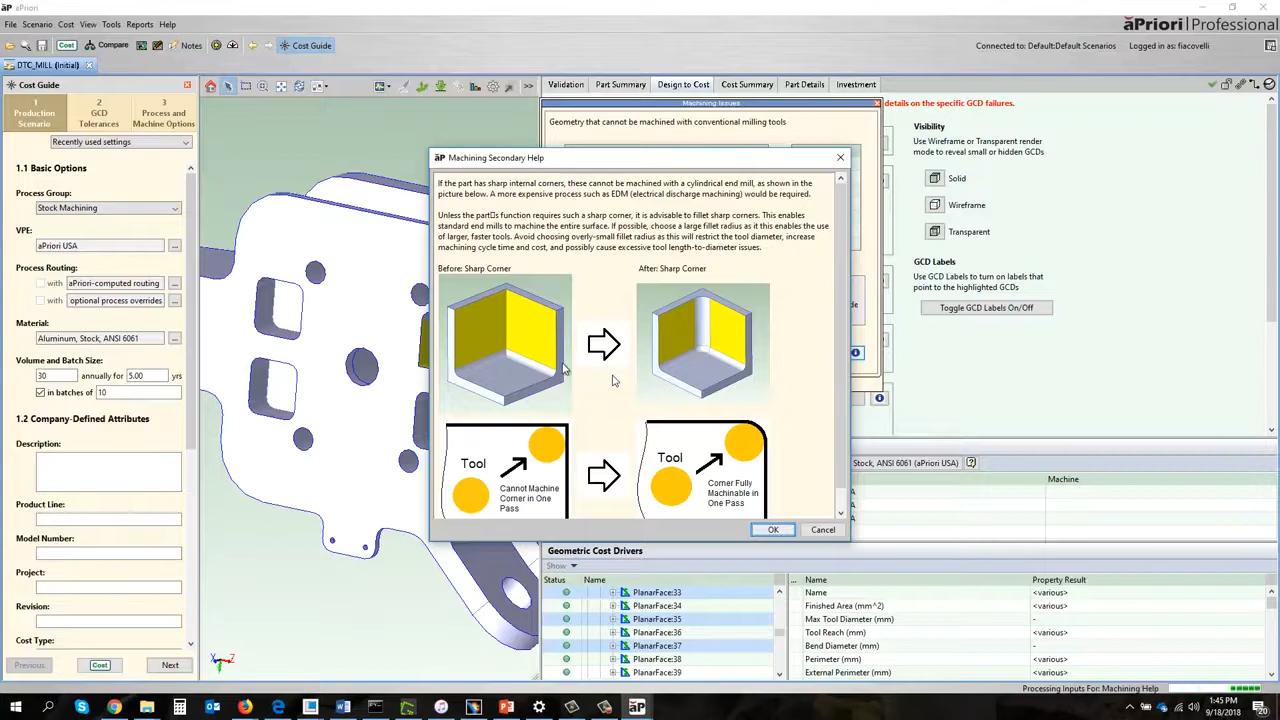 äP aPriori
File Scenario Cost View Tools Reports Help
äPriori | Professional
Cost Compare Notes Cost Guide
Connected to: Default:Default Scenarios Logged in as: fiacovelli
DTC_MILL (Initial)
Cost Guide
1 Production Scenario
2 GCD Tolerances
3 Process and Machine Options
Recently used settings
1.1 Basic Options
Process Group:
Stock Machining
VPE:
aPriori USA ...
Process Routing:
with aPriori-computed routing ...
with optional process overrides ...
Material:
Aluminum, Stock, ANSI 6061 ...
Volume and Batch Size:
30 annually for 5.00 yrs
in batches of 10
1.2 Company-Defined Attributes
Description:
Product Line:
Model Number:
Project:
Revision:
Cost Type:
Previous Cost Next
X Z
Validation Part Summary Design to Cost Cost Summary Part Details Investment
Machining Issues
details on the specific GCD failures.
Geometry that cannot be machined with conventional milling tools
äP Machining Secondary Help
If the part has sharp internal corners, these cannot be machined with a cylindrical end mill, as shown in the
picture below. A more expensive process such as EDM (electrical discharge machining) would be required.
Unless the part▯s function requires such a sharp corner, it is advisable to fillet sharp corners. This enables
standard end mills to machine the entire surface. If possible, choose a large fillet radius as this enables the use
of larger, faster tools. Avoid choosing overly-small fillet radius as this will restrict the tool diameter, increase
machining cycle time and cost, and possibly cause excessive tool length-to-diameter issues.
Before: Sharp Corner After: Sharp Corner
Tool
Cannot Machine
Corner in One
Pass
Tool
Corner Fully
Machinable in
One Pass
OK Cancel
Visibility
Use Wireframe or Transparent render
mode to reveal small or hidden GCDs
Solid
Wireframe
Transparent
GCD Labels
Use GCD Labels to turn on labels that
point to the highlighted GCDs
Toggle GCD Labels On/Off
Stock, ANSI 6061 (aPriori USA)
Machine
Geometric Cost Drivers
Show
Status Name
PlanarFace:33
PlanarFace:34
PlanarFace:35
PlanarFace:36
PlanarFace:37
PlanarFace:38
PlanarFace:39
... Name Property Result
Name <various>
Finished Area (mm^2) <various>
Max Tool Diameter (mm) -
Tool Reach (mm) <various>
Bend Diameter (mm) -
Perimeter (mm) <various>
External Perimeter (mm) <various>
Processing Inputs For: Machining Help
1:45 PM
9/18/2018
20